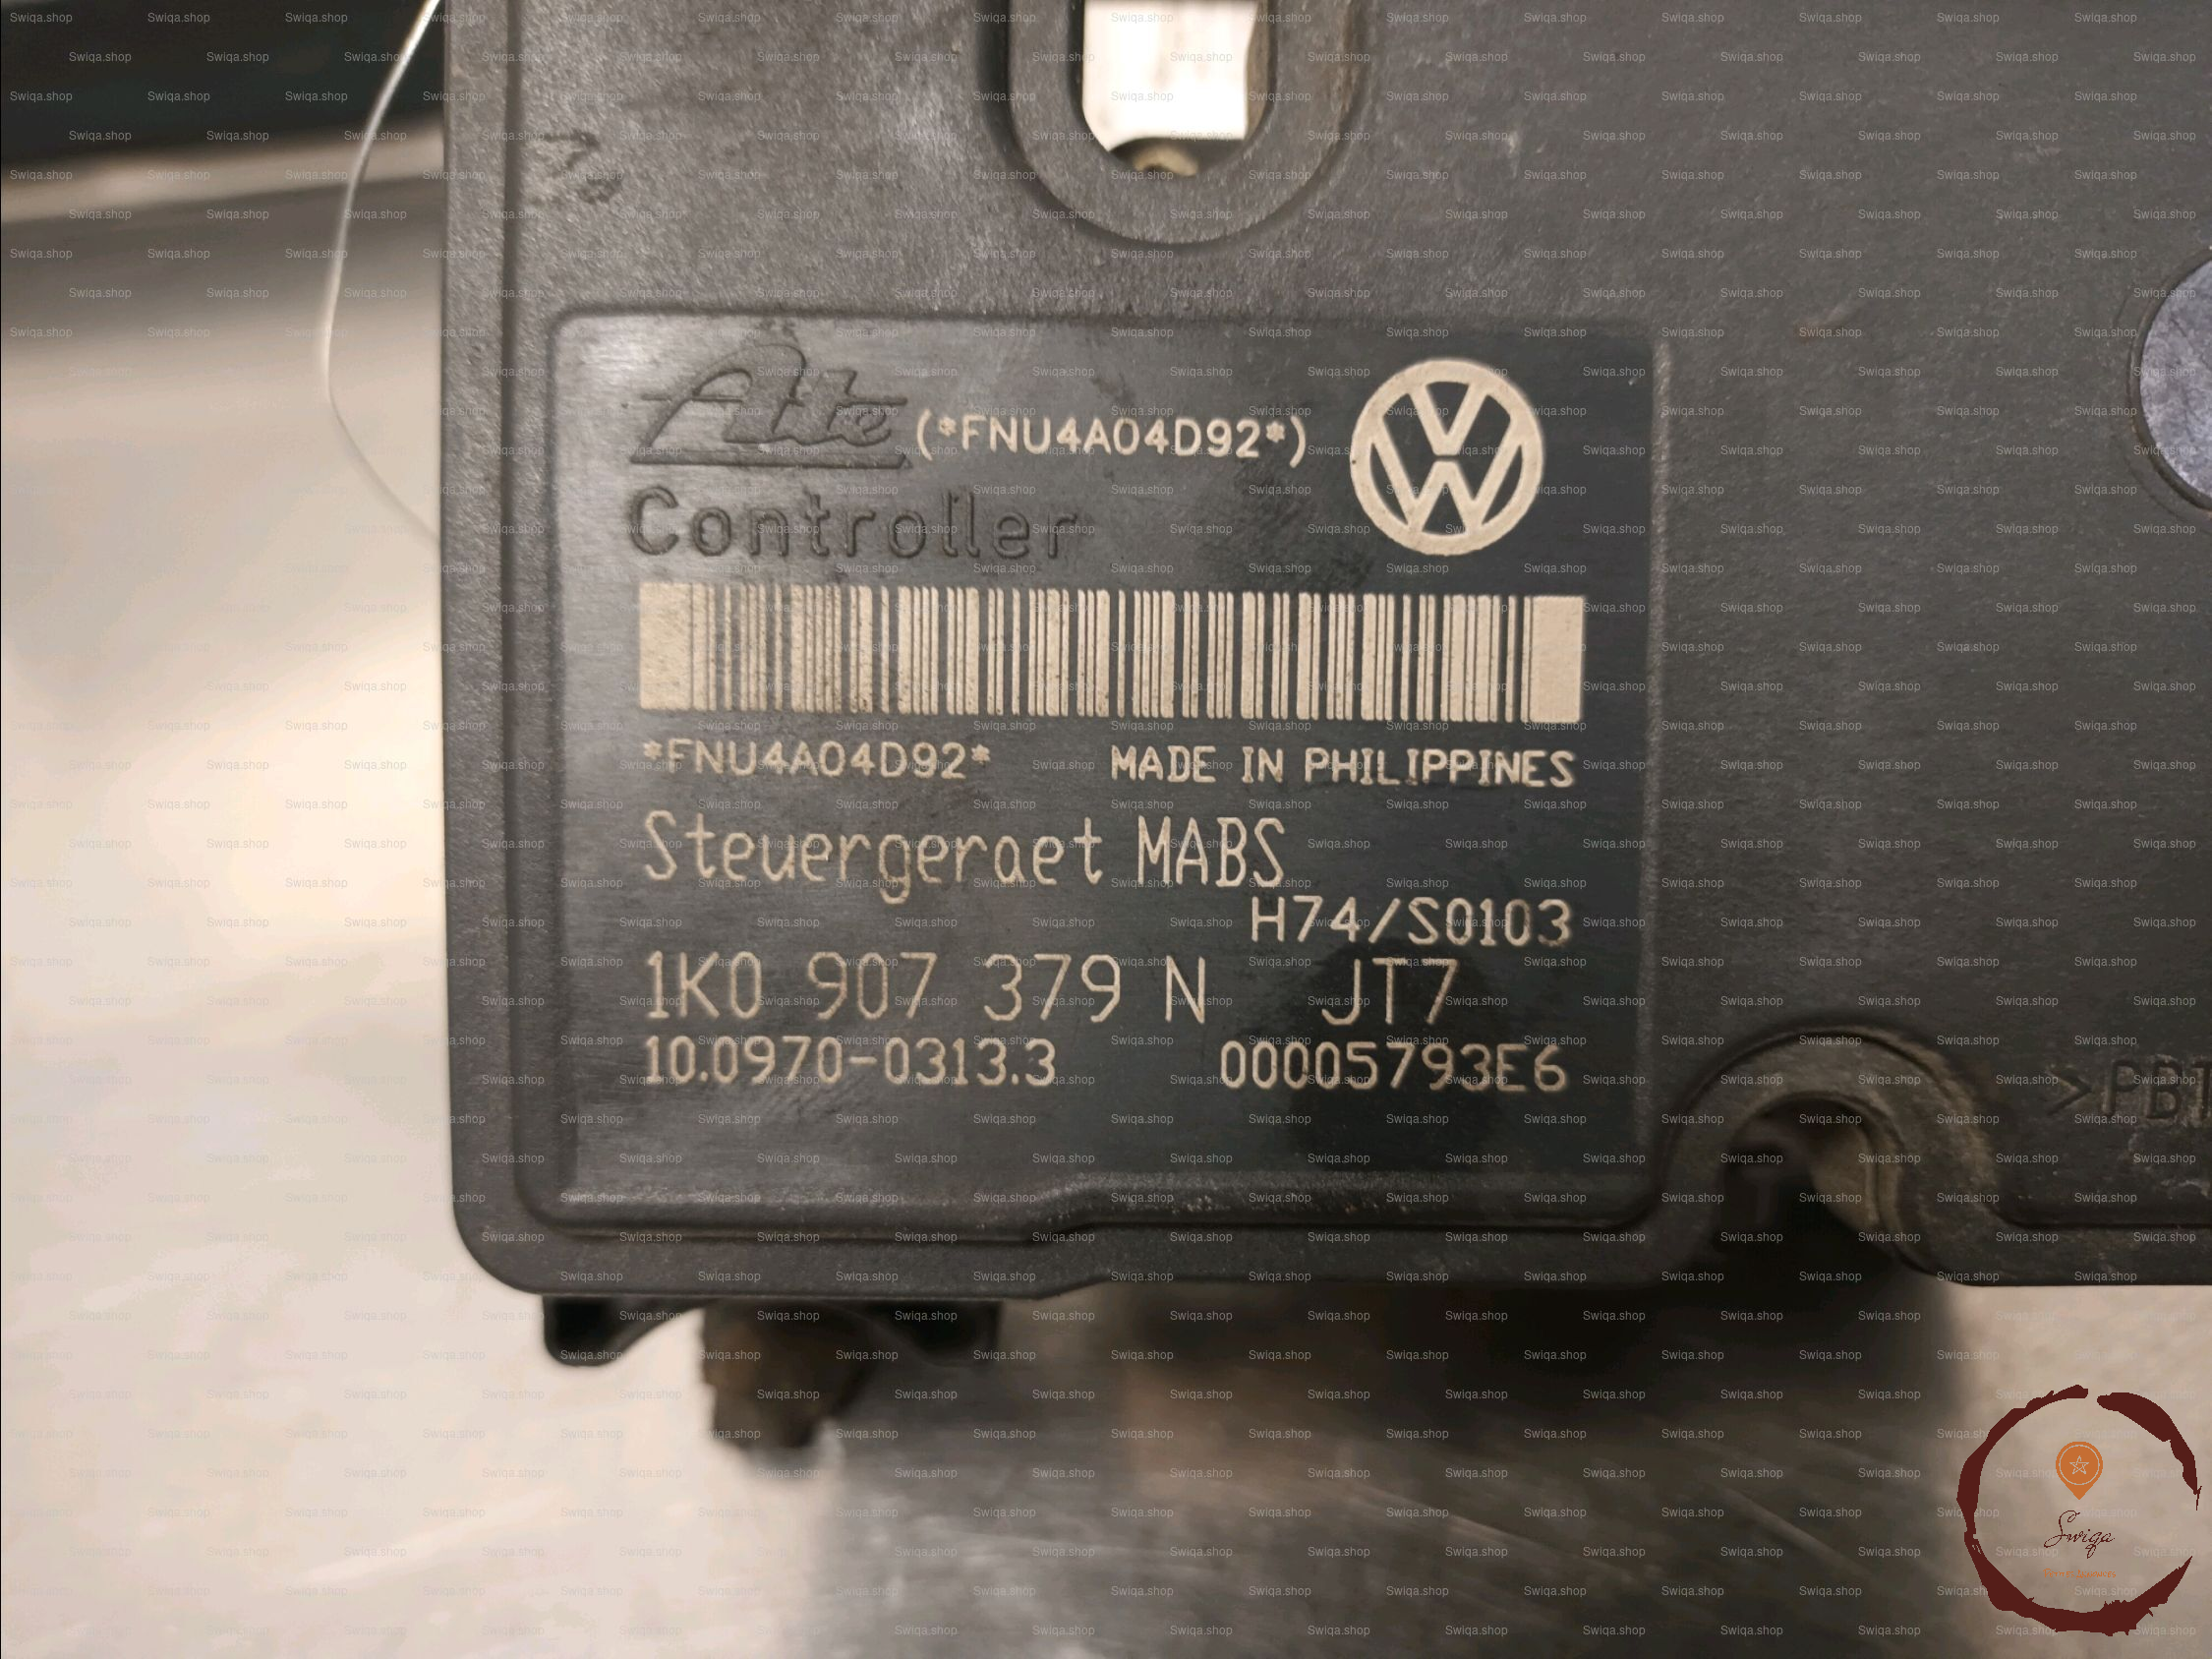 Ate (*FNU4A04D92*)
Controller
*FNU4A04D92* MADE IN PHILIPPINES
Steuergeraet MABS
H74/S0103
1K0 907 379 N JT7
10.0970-0313.3 00005793E6
>PBT
Swiqa.shop
Swiqa